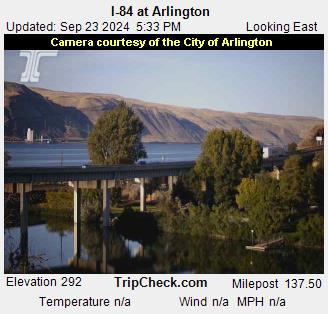 I-84 at Arlington
Updated: Sep 23 2024 5:33 PM Looking East
Camera courtesy of the City of Arlington
Elevation 292 TripCheck.com Milepost 137.50
Temperature n/a Wind n/a MPH n/a